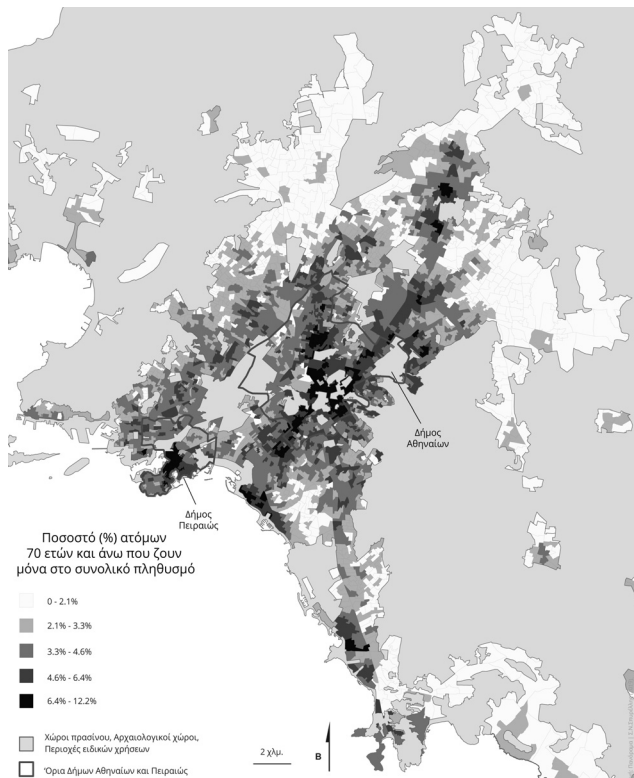 Δήμος
Αθηναίων
Δήμος
Πειραιώς
Ποσοστό (%) ατόμων
70 ετών και άνω που ζουν
μόνα στο συνολικό πληθυσμό
0 - 2.1%
2.1% - 3.3%
3.3% - 4.6%
4.6% - 6.4%
6.4% - 12.2%
Χώροι πρασίνου, Αρχαιολογικοί χώροι,
Περιοχές ειδικών χρήσεων
Όρια Δήμων Αθηναίων και Πειραιώς
2 χλμ.
Β